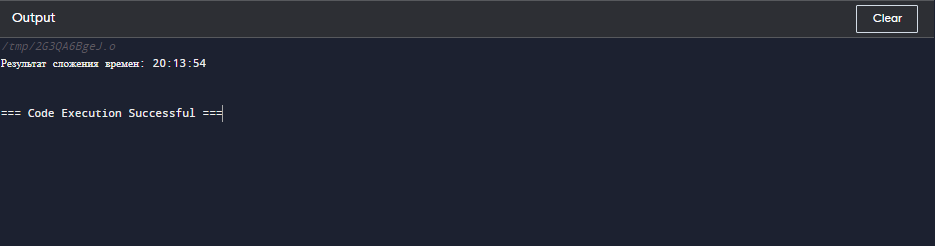 Output
Clear
/tmp/2G3QA6BgeJ.o
Результат сложения времен: 20:13:54
=== Code Execution Successful ===